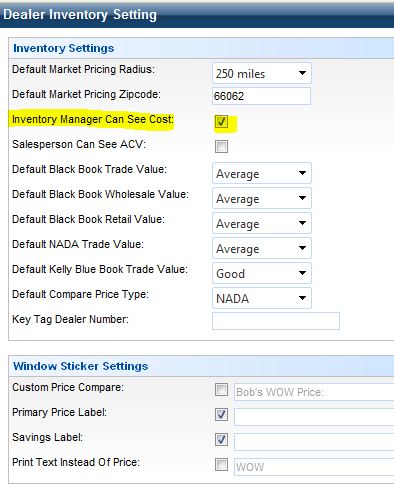 Dealer Inventory Setting
Inventory Settings
Default Market Pricing Radius: 250 miles
Default Market Pricing Zipcode: 66062
Inventory Manager Can See Cost:
Salesperson Can See ACV:
Default Black Book Trade Value: Average
Default Black Book Wholesale Value: Average
Default Black Book Retail Value: Average
Default NADA Trade Value: Average
Default Kelly Blue Book Trade Value: Good
Default Compare Price Type: NADA
Key Tag Dealer Number:
Window Sticker Settings
Custom Price Compare: Bob's WOW Price:
Primary Price Label:
Savings Label:
Print Text Instead Of Price: WOW